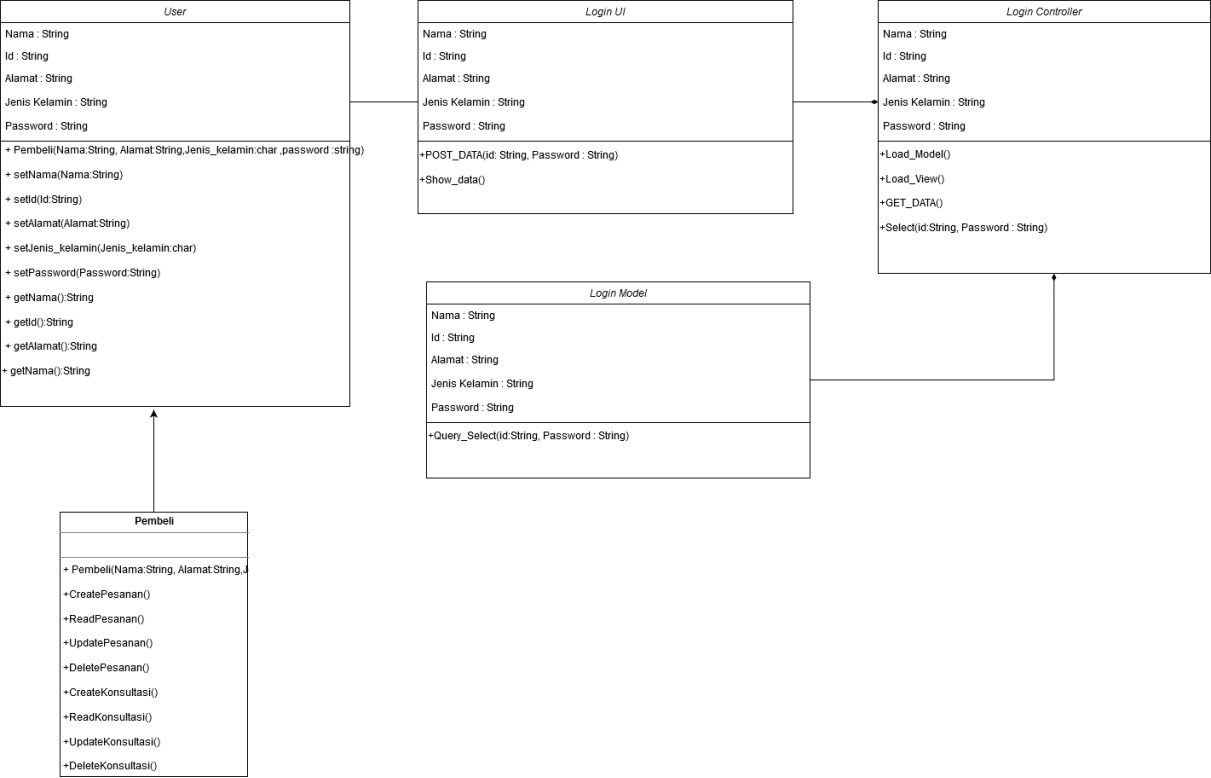 User
Nama : String
Id : String
Alamat : String
Jenis Kelamin : String
Password : String
+ Pembeli(Nama:String, Alamat:String,Jenis_kelamin:char ,password :string)
+ setNama(Nama:String)
+ setId(Id:String)
+ setAlamat(Alamat:String)
+ setJenis_kelamin(Jenis_kelamin:char)
+ setPassword(Password:String)
+ getNama():String
+ getId():String
+ getAlamat():String
+ getNama():String
Login UI
Nama : String
Id : String
Alamat : String
Jenis Kelamin : String
Password : String
+POST_DATA(id: String, Password : String)
+Show_data()
Login Controller
Nama : String
Id : String
Alamat : String
Jenis Kelamin : String
Password : String
+Load_Model()
+Load_View()
+GET_DATA()
+Select(id:String, Password : String)
Login Model
Nama : String
Id : String
Alamat : String
Jenis Kelamin : String
Password : String
+Query_Select(id:String, Password : String)
Pembeli
+ Pembeli(Nama:String, Alamat:String,J
+CreatePesanan()
+ReadPesanan()
+UpdatePesanan()
+DeletePesanan()
+CreateKonsultasi()
+ReadKonsultasi()
+UpdateKonsultasi()
+DeleteKonsultasi()